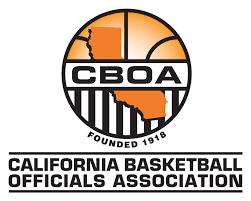 CBOA
FOUNDED 1918
CALIFORNIA BASKETBALL
OFFICIALS ASSOCIATION